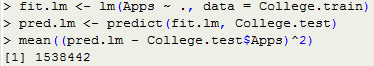 > fit.lm <- lm(Apps ~ ., data = College.train)
> pred.lm <- predict(fit.lm, College.test)
> mean((pred.lm - College.test$Apps)^2)
[1] 1538442